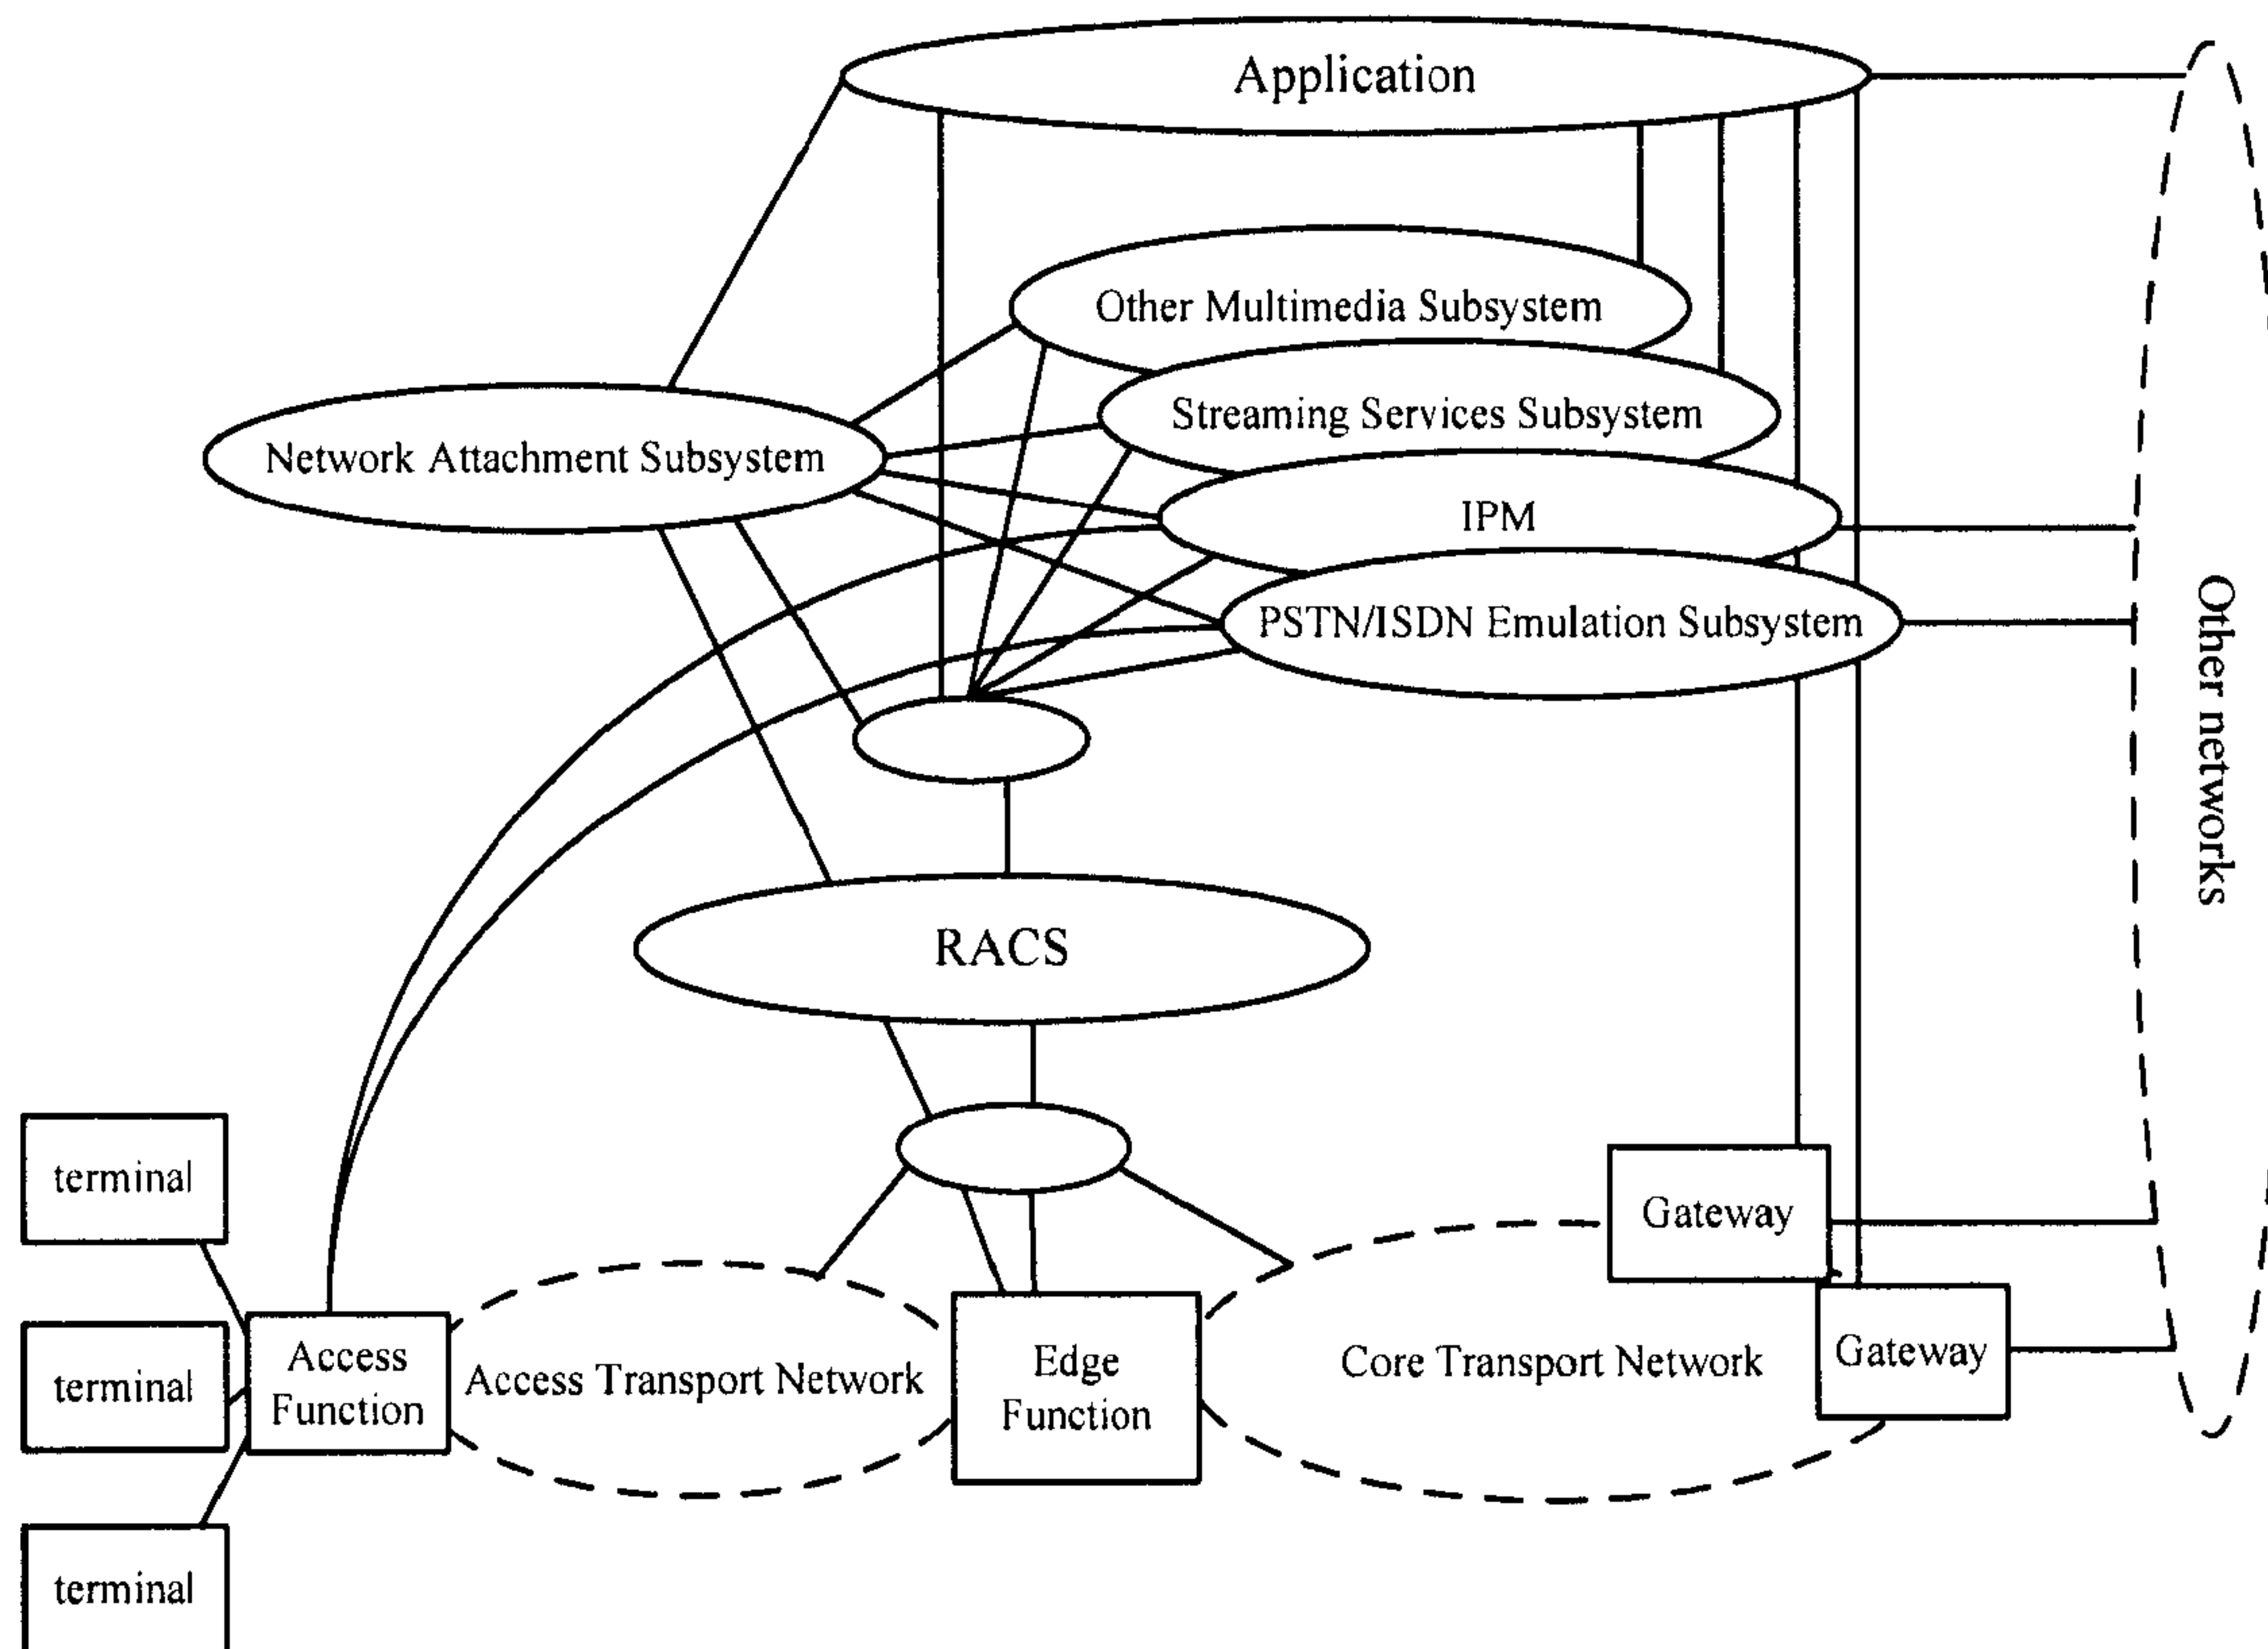 Application
Other Multimedia Subsystem
Streaming Services Subsystem
Network Attachment Subsystem
IPM
PSTN/ISDN Emulation Subsystem
Other networks
RACS
terminal
Gateway
Access
Function
Access Transport Network
Edge
Function
Core Transport Network
Gateway
terminal
terminal